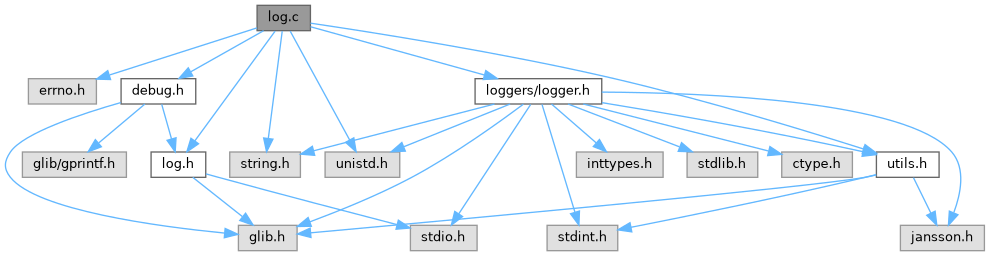 log.c
errno.h
debug.h
loggers/logger.h
glib/gprintf.h
log.h
string.h
unistd.h
inttypes.h
stdlib.h
ctype.h
utils.h
glib.h
stdio.h
stdint.h
jansson.h